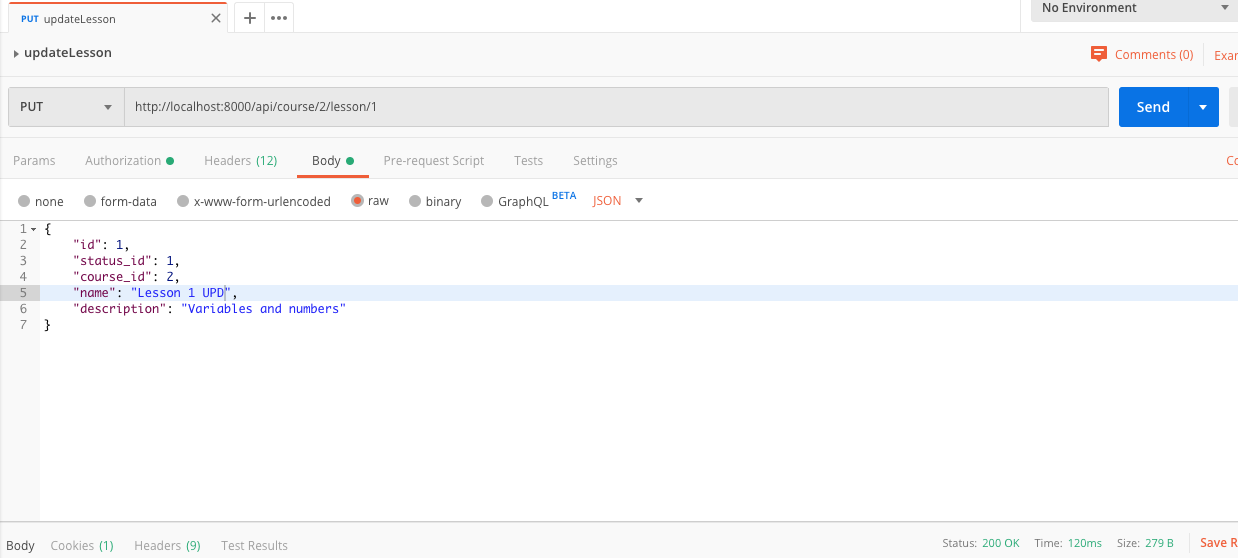 PUT updateLesson
No Environment
updateLesson
Comments (0)
PUT http://localhost:8000/api/course/2/lesson/1 Send
Params Authorization Headers (12) Body Pre-request Script Tests Settings
none form-data x-www-form-urlencoded raw binary GraphQL BETA JSON
1 {
2 "id": 1,
3 "status_id": 1,
4 "course_id": 2,
5 "name": "Lesson 1 UPD",
6 "description": "Variables and numbers"
7 }
Body Cookies (1) Headers (9) Test Results Status: 200 OK Time: 120ms Size: 279 B Save R